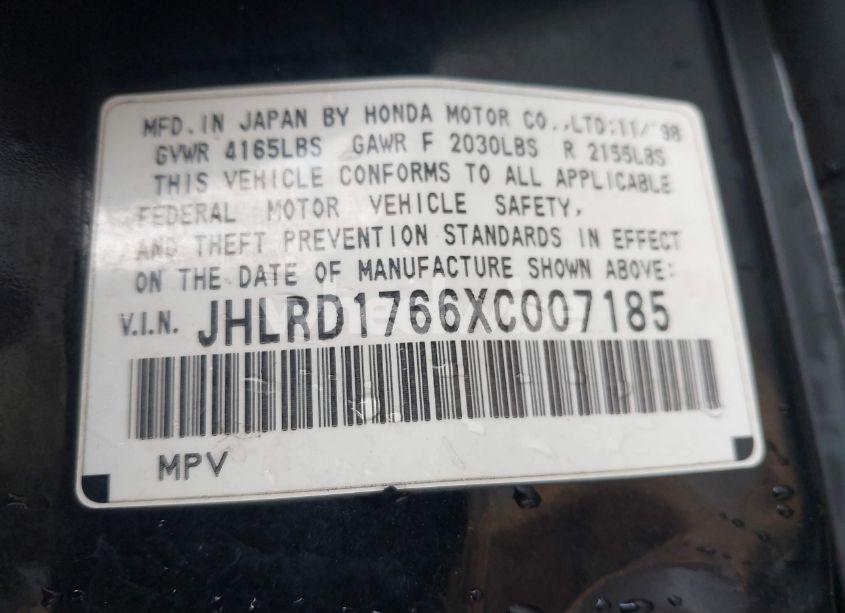 MFD.IN JAPAN BY HONDA MOTOR CO.,LTD:11/'98
GVWR 4165LBS GAWR F 2030LBS R 2155LBS
THIS VEHICLE CONFORMS TO ALL APPLICABLE
FEDERAL MOTOR VEHICLE SAFETY,
AND THEFT PREVENTION STANDARDS IN EFFECT
ON THE DATE OF MANUFACTURE SHOWN ABOVE:
V.I.N. JHLRD1766XC007185
MPV